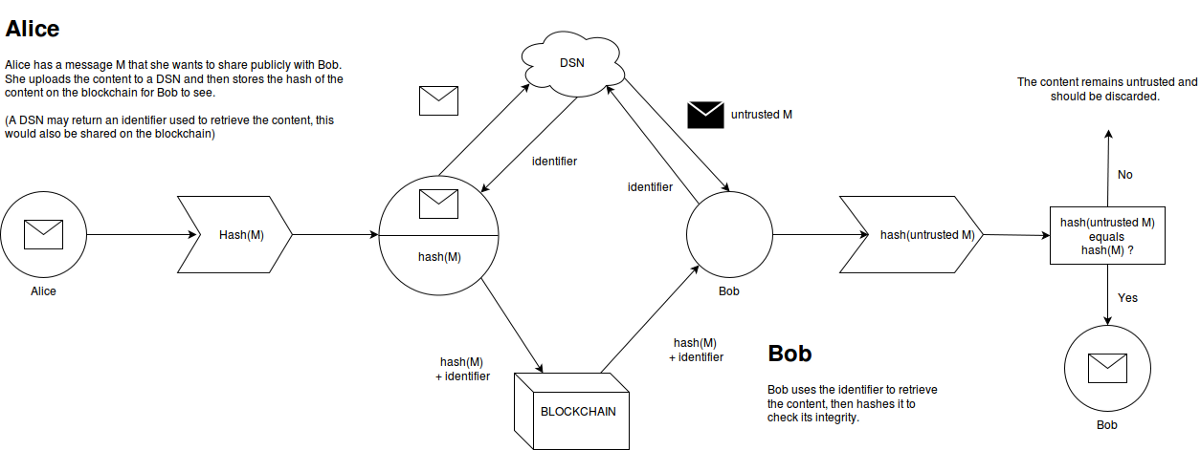 Alice
Alice has a message M that she wants to share publicly with Bob.
She uploads the content to a DSN and then stores the hash of the
content on the blockchain for Bob to see.
(A DSN may return an identifier used to retrieve the content, this
would also be shared on the blockchain)
Alice
Hash(M)
hash(M)
DSN
identifier
hash(M)
+ identifier
BLOCKCHAIN
untrusted M
identifier
hash(M)
+ identifier
Bob
Bob
Bob uses the identifier to retrieve
the content, then hashes it to
check its integrity.
hash(untrusted M)
hash(untrusted M)
equals
hash(M) ?
No
The content remains untrusted and
should be discarded.
Yes
Bob